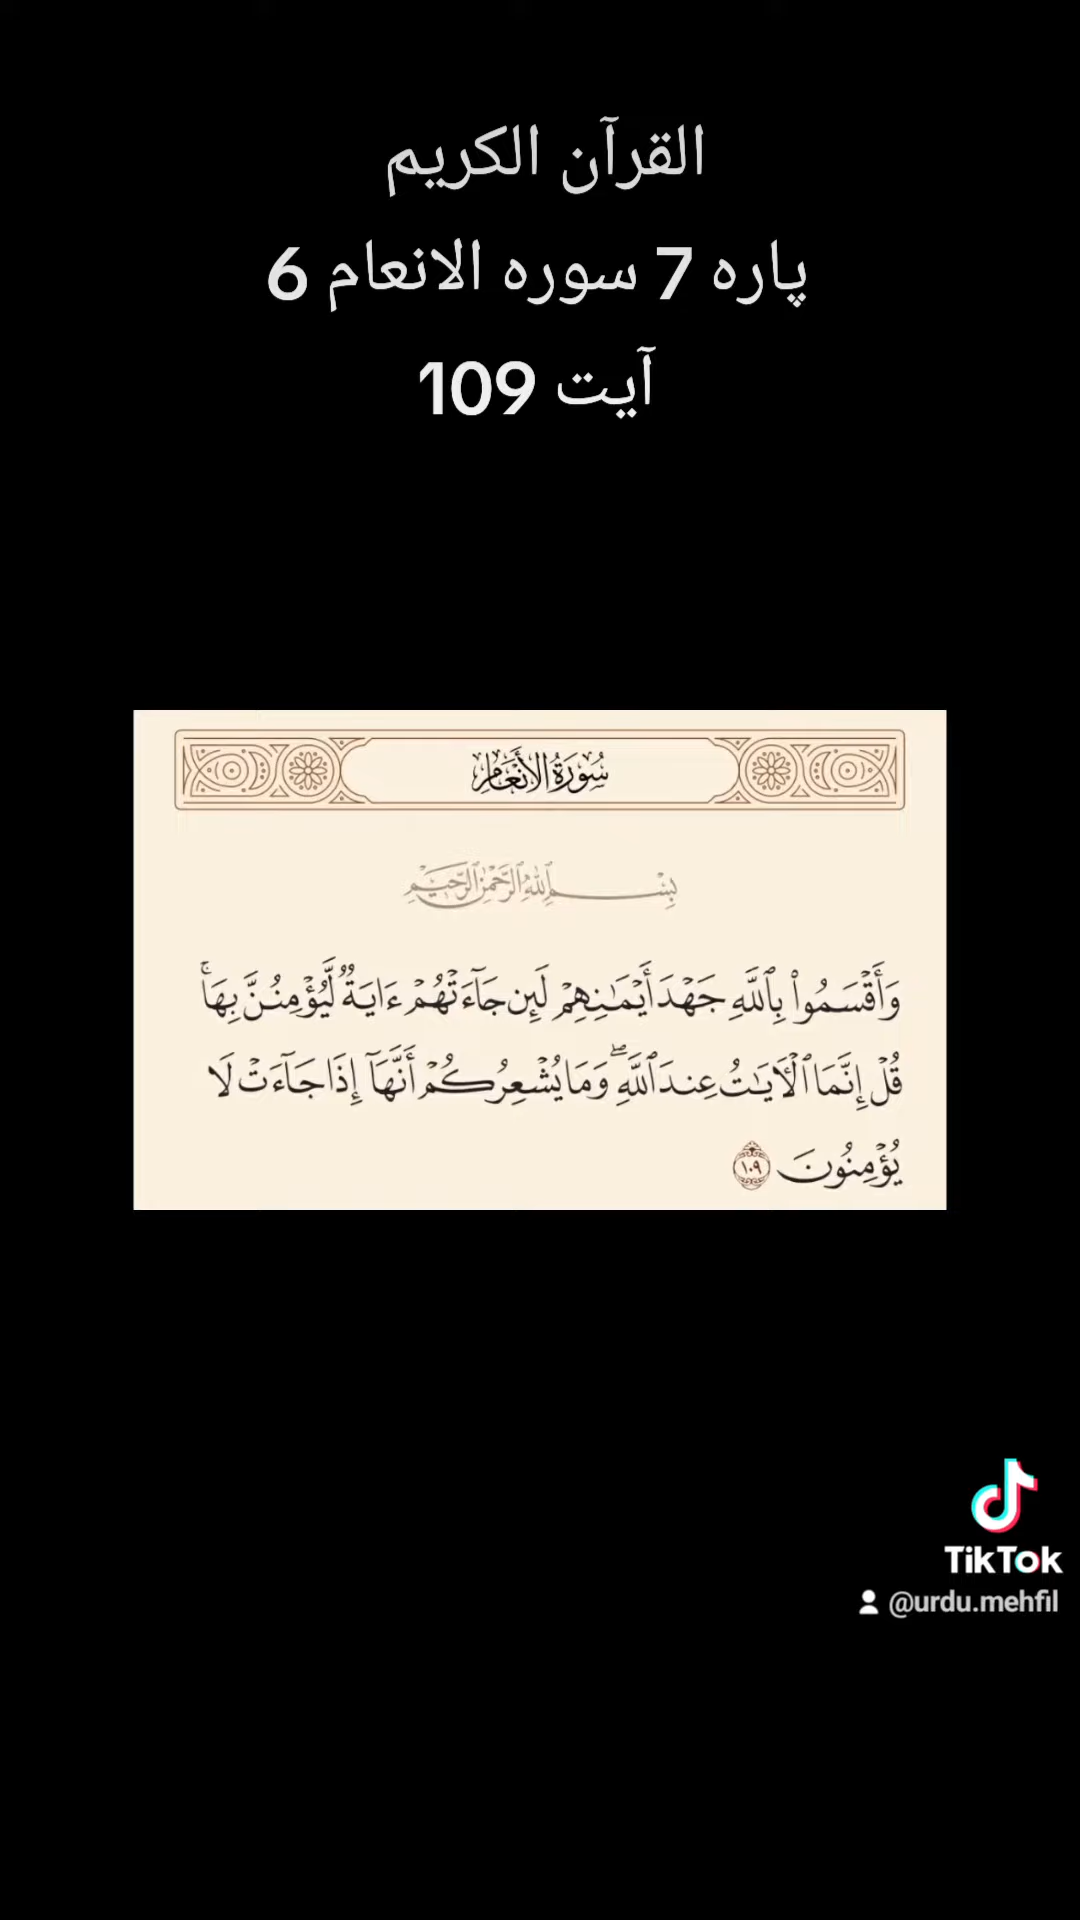 القرآن الكريم
پاره 7 سوره الانعام 6
آیت 109
سُورَةُ الأَنْعَامِ
بِسْمِ اللَّهِ الرَّحْمَٰنِ الرَّحِيمِ
وَأَقْسَمُوا۟ بِٱللَّهِ جَهْدَ أَيْمَـٰنِهِمْ لَئِن جَآءَتْهُمْ ءَايَةٌ لَّيُؤْمِنُنَّ بِهَا ۚ
قُلْ إِنَّمَا ٱلْـَٔايَـٰتُ عِندَ ٱللَّهِ ۖ وَمَا يُشْعِرُكُمْ أَنَّهَآ إِذَا جَآءَتْ لَا
يُؤْمِنُونَ ١٠٩
TikTok
@urdu.mehfil